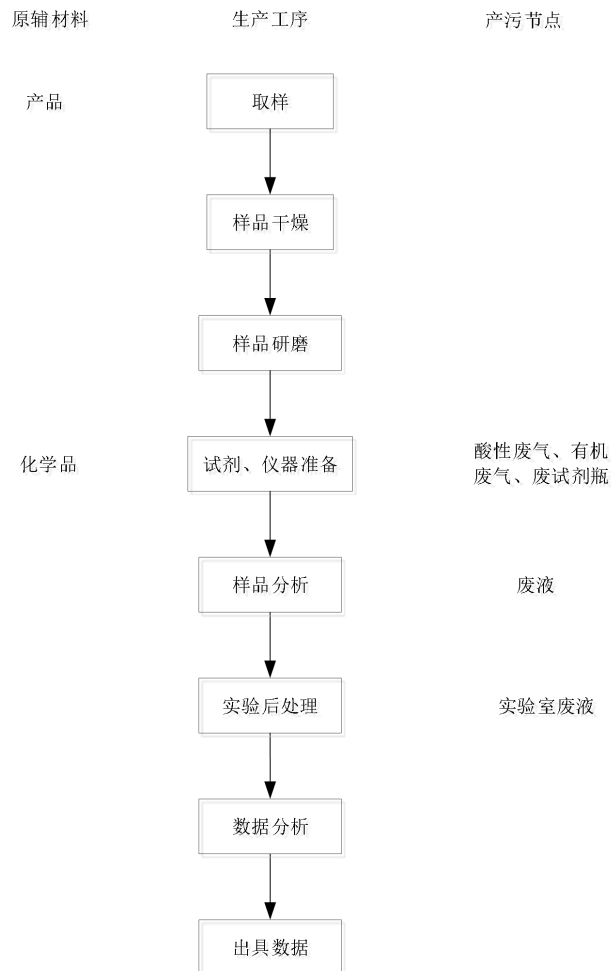 原辅材料 生产工序 产污节点
产品 取样
样品干燥
样品研磨
化学品 试剂、仪器准备 酸性废气、有机
废气、废试剂瓶
样品分析 废液
实验后处理 实验室废液
数据分析
出具数据